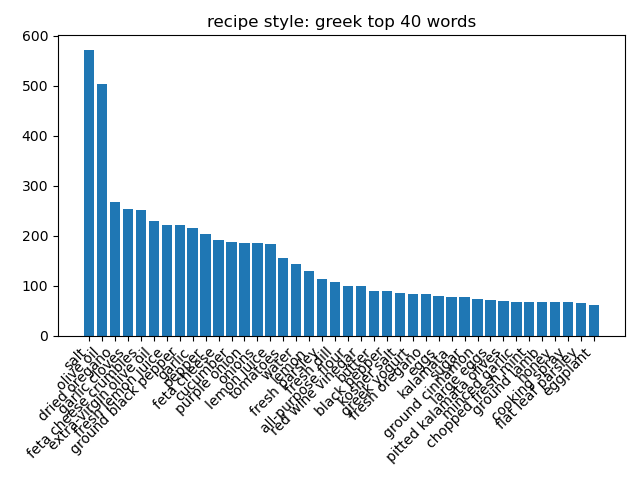 recipe style: greek top 40 words
600
500
400
300
200
100
0
salt
olive oil
dried oregano
garlic cloves
feta cheese crumbles
extra-virgin olive oil
fresh lemon juice
ground black pepper
garlic
pepper
feta cheese
cucumber
purple onion
onions
lemon juice
tomatoes
water
lemon
fresh parsley
fresh dill
all-purpose flour
red wine vinegar
butter
black pepper
kosher salt
greek yogurt
fresh oregano
eggs
kalamata
sugar
ground cinnamon
large eggs
pitted kalamata olives
minced garlic
chopped fresh mint
ground lamb
honey
cooking spray
flat leaf parsley
eggplant